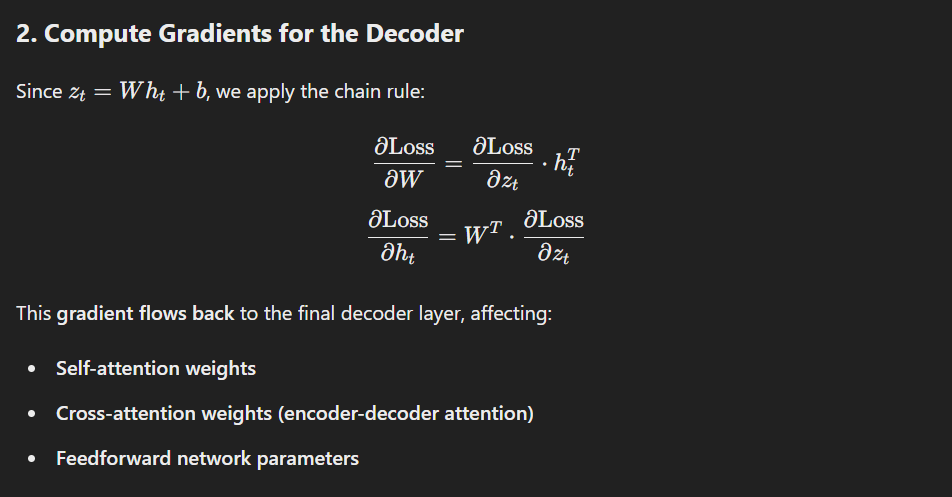 2. Compute Gradients for the Decoder
Since z_t = Wh_t + b, we apply the chain rule:
∂Loss/∂W = ∂Loss/∂z_t · h_t^T
∂Loss/∂h_t = W^T · ∂Loss/∂z_t
This gradient flows back to the final decoder layer, affecting:
• Self-attention weights
• Cross-attention weights (encoder-decoder attention)
• Feedforward network parameters